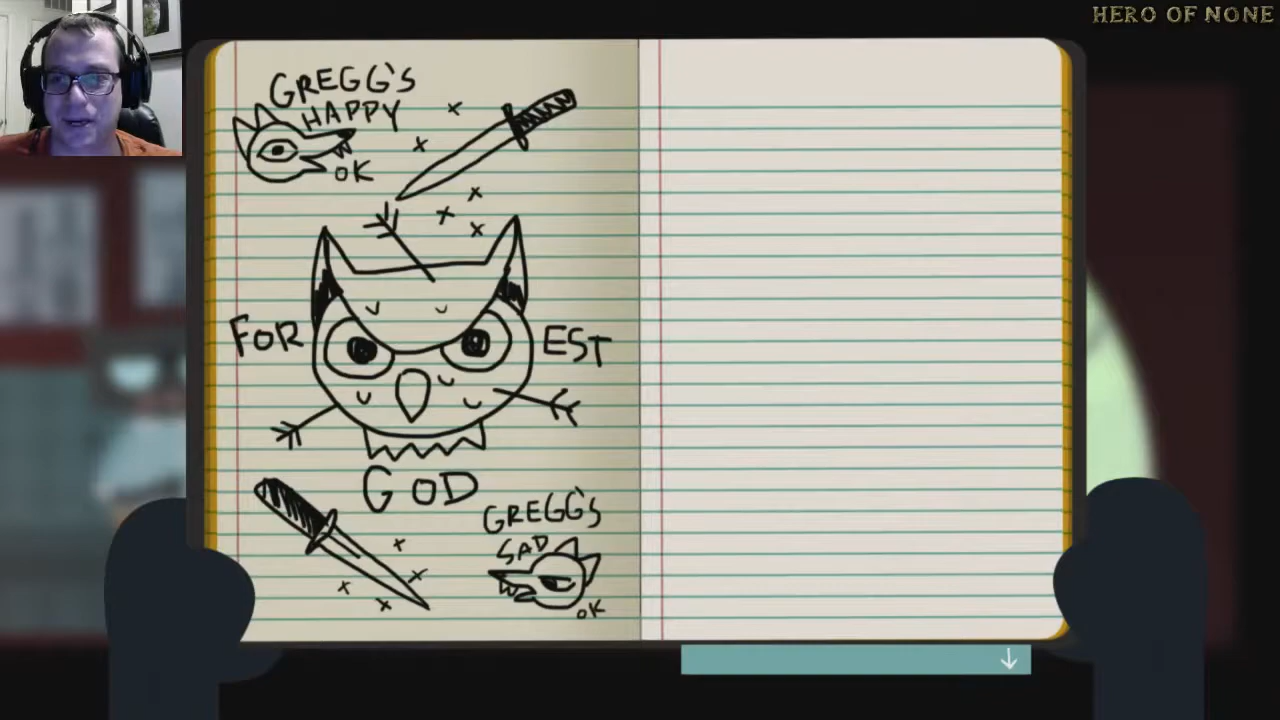 HERO OF NONE
GREGG'S
HAPPY
OK
FOR EST
GOD
GREGG'S
SAD
OK